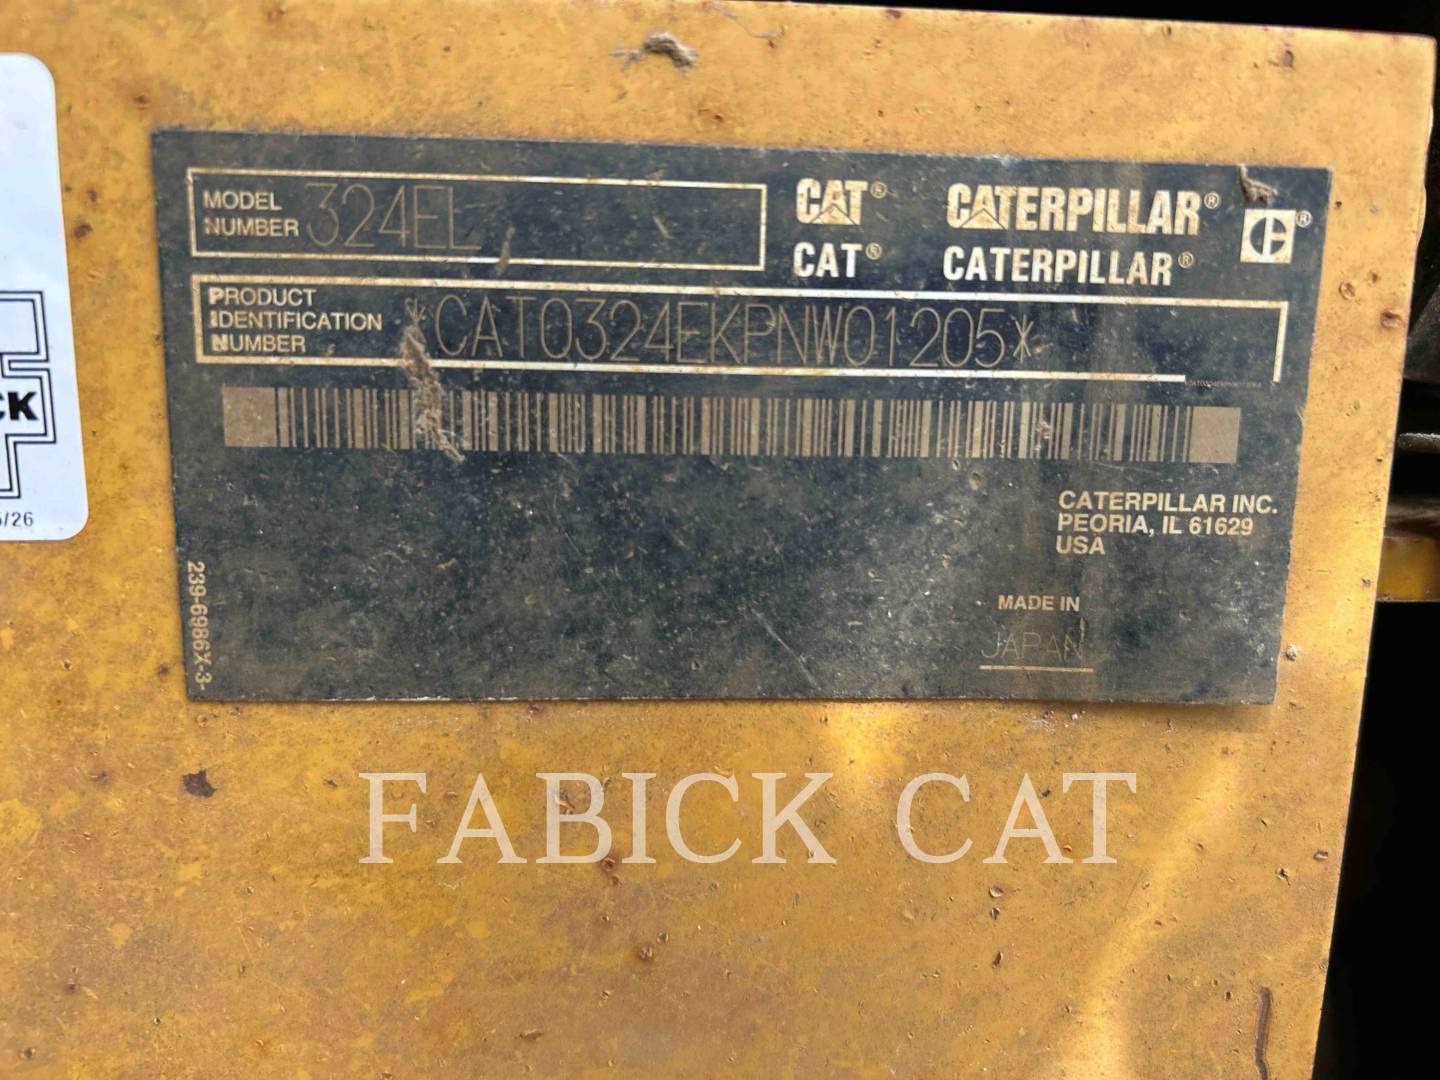 MODEL
NUMBER 324EL
CAT® CATERPILLAR®
CAT® CATERPILLAR®
PRODUCT
IDENTIFICATION
NUMBER *CAT0324EKPNW01205*
CATERPILLAR INC.
PEORIA, IL 61629
USA
MADE IN
JAPAN
239-6986X-3
CK
/26
FABICK CAT